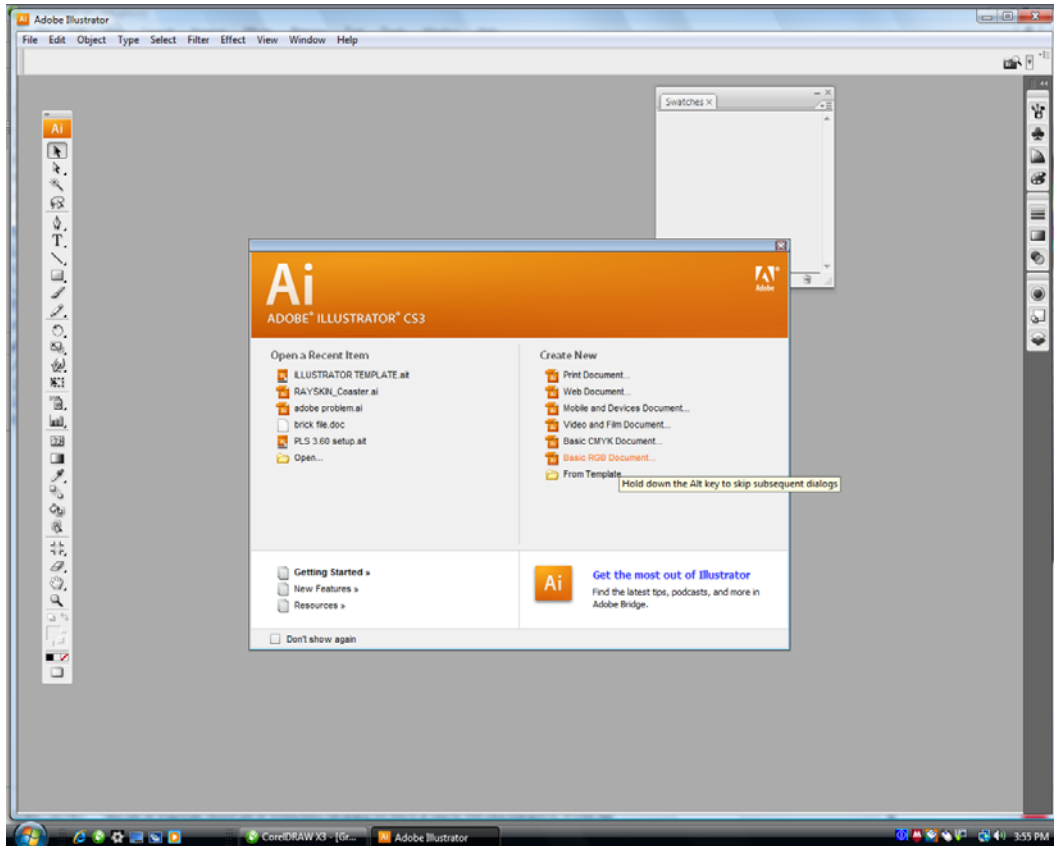 Adobe Illustrator
File Edit Object Type Select Filter Effect View Window Help
Swatches ×
Ai
T
Ai
ADOBE® ILLUSTRATOR® CS3
Adobe
Open a Recent Item
ILLUSTRATOR TEMPLATE.ait
RAYSKIN_Coaster.ai
adobe problem.ai
brick file.doc
PLS 3.60 setup.ait
Open...
Create New
Print Document...
Web Document...
Mobile and Devices Document...
Video and Film Document...
Basic CMYK Document...
Basic RGB Document...
From Template
Hold down the Alt key to skip subsequent dialogs
Getting Started »
New Features »
Resources »
Ai
Get the most out of Illustrator
Find the latest tips, podcasts, and more in
Adobe Bridge.
Don't show again
CorelDRAW X3 - [Gr...
Ai Adobe Illustrator
3:55 PM